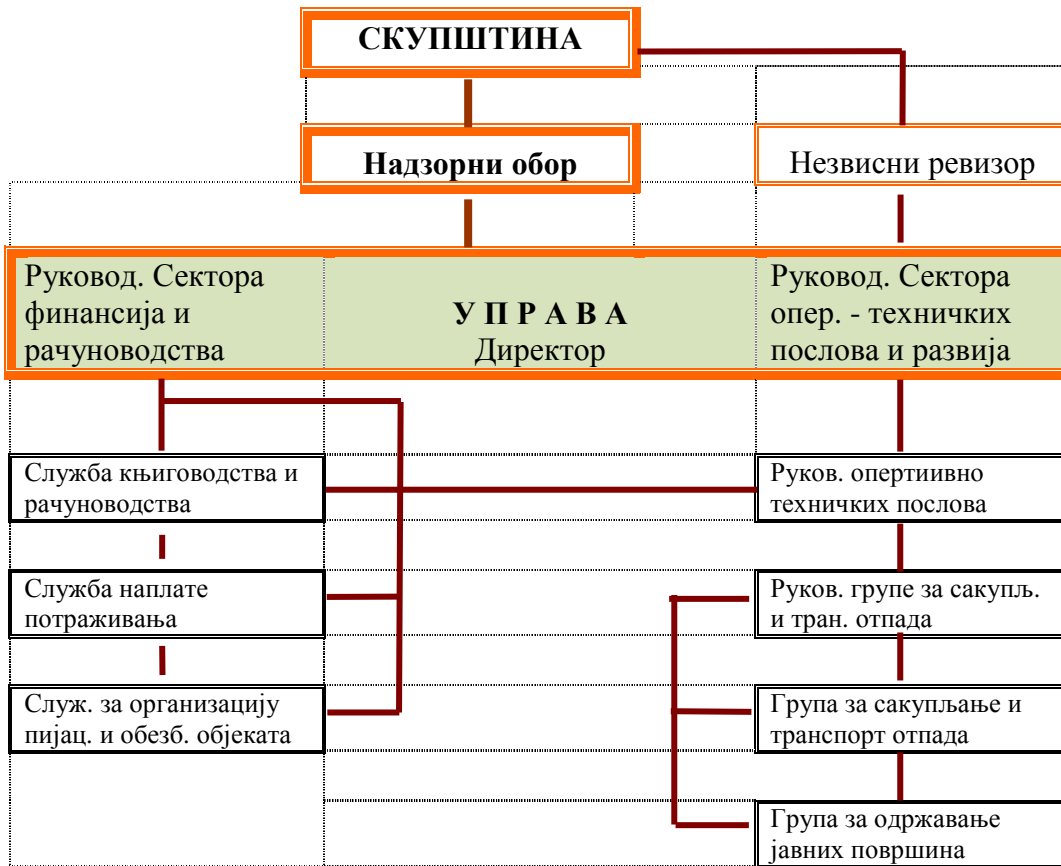 СКУПШТИНА
Надзорни обор
Незвисни ревизор
Руковод. Сектора
финансија и
рачуноводства
У П Р А В А
Директор
Руковод. Сектора
опер. - техничких
послова и развија
Служба књиговодства и
рачуноводства
Руков. опертиивно
техничких послова
Служба наплате
потраживања
Руков. групе за сакупљ.
и тран. отпада
Служ. за организацију
пијац. и обезб. објеката
Група за сакупљање и
транспорт отпада
Група за одржавање
јавних површина